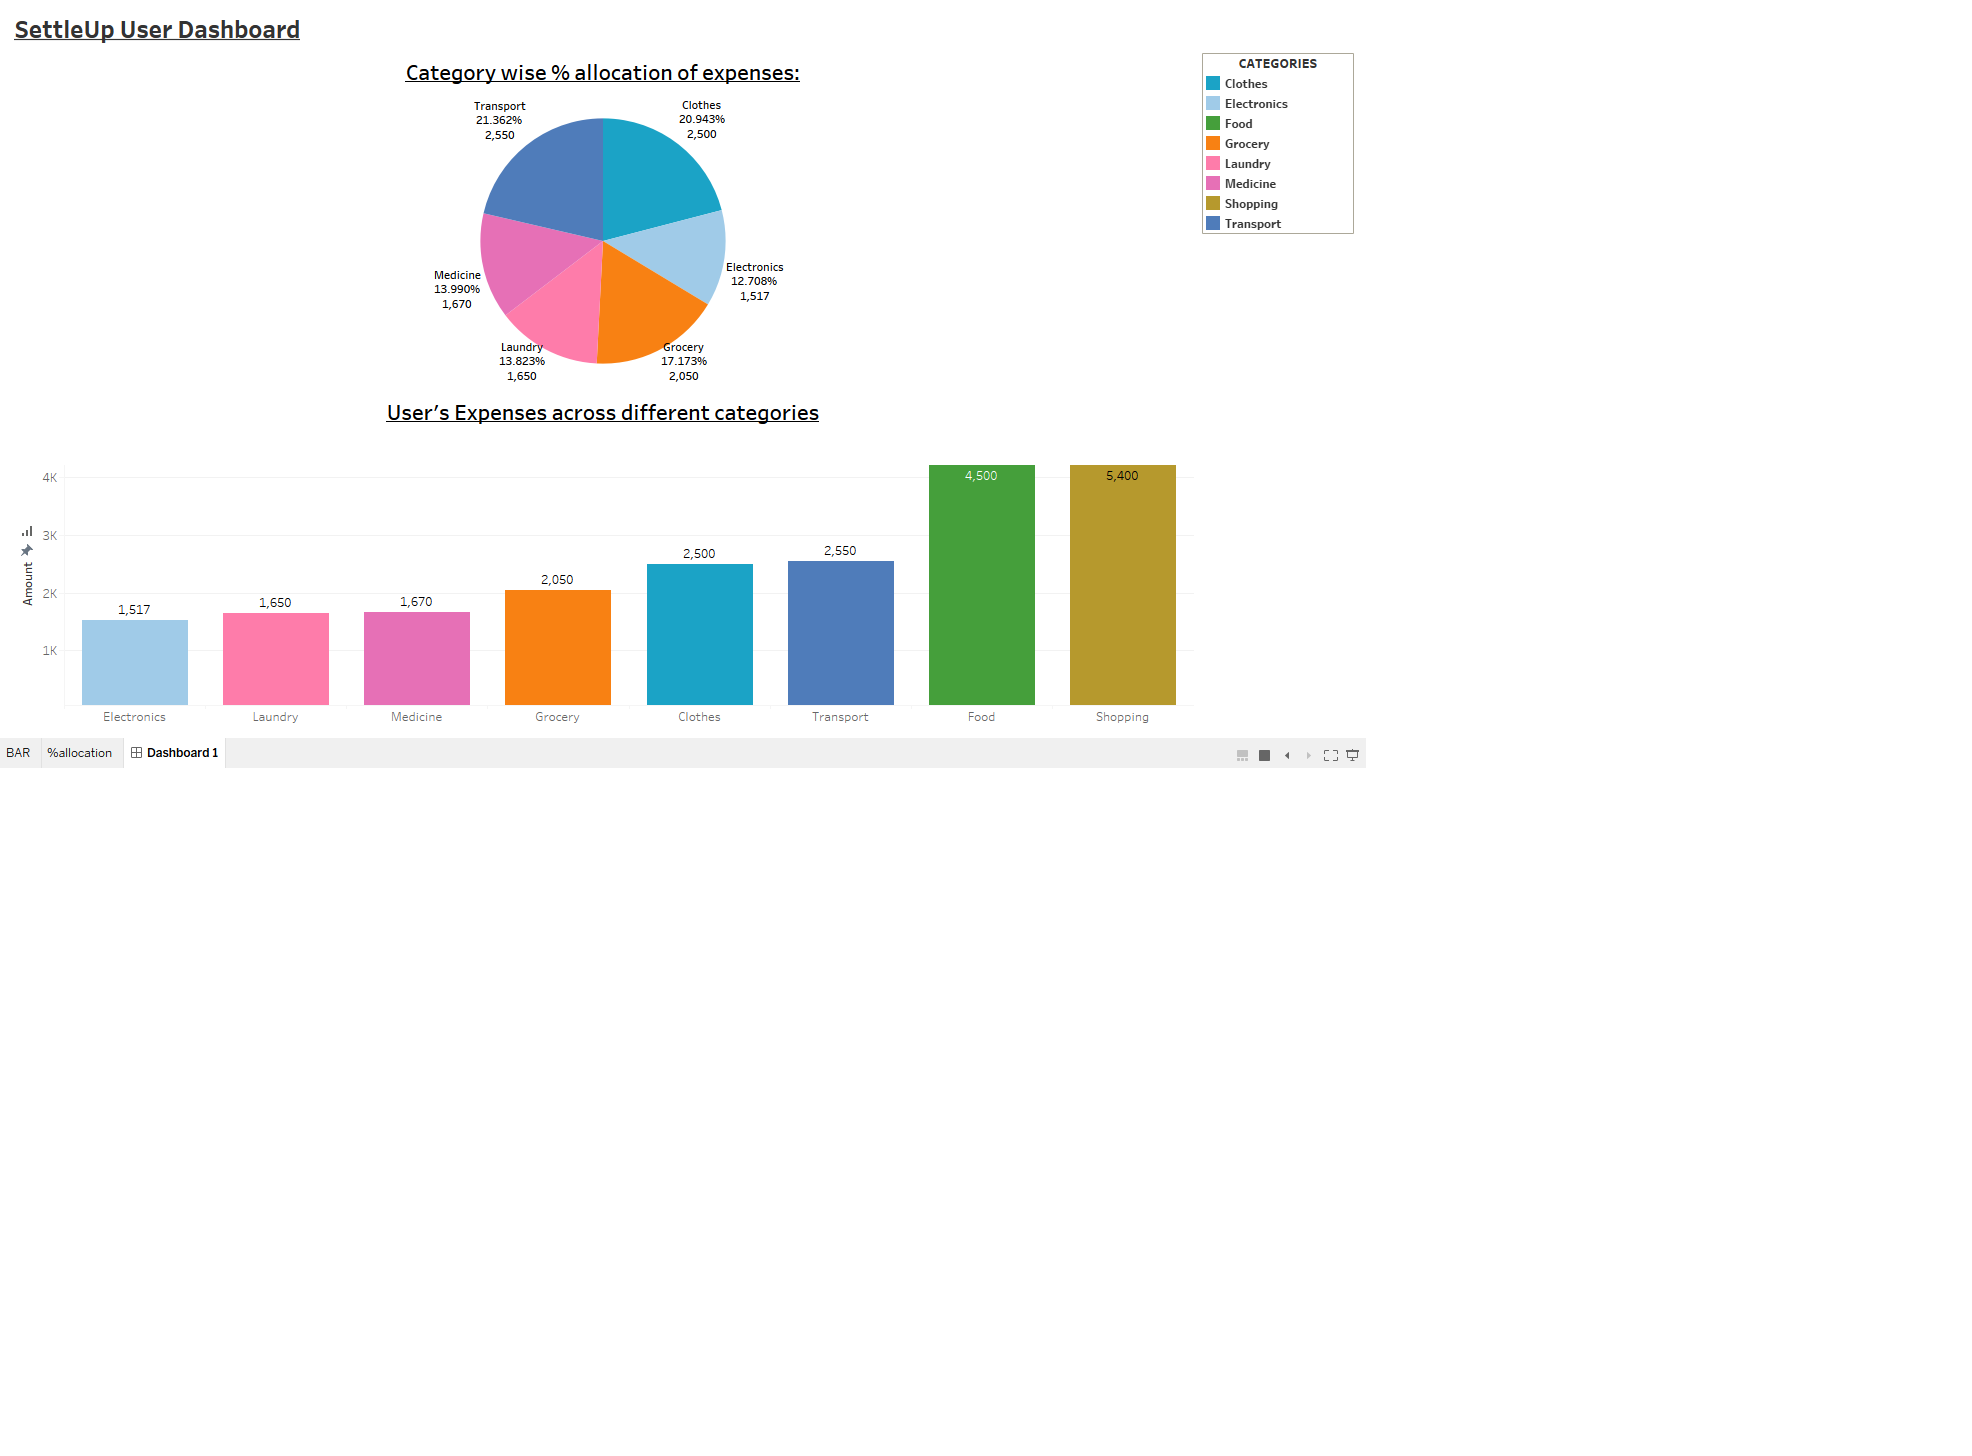 SettleUp User Dashboard
Category wise % allocation of expenses:
Transport
21.362%
2,550
Clothes
20.943%
2,500
Electronics
12.708%
1,517
Medicine
13.990%
1,670
Laundry
13.823%
1,650
Grocery
17.173%
2,050
CATEGORIES
Clothes
Electronics
Food
Grocery
Laundry
Medicine
Shopping
Transport
User's Expenses across different categories
Amount
4K
3K
2K
1K
1,517
1,650
1,670
2,050
2,500
2,550
4,500
5,400
Electronics
Laundry
Medicine
Grocery
Clothes
Transport
Food
Shopping
BAR
%allocation
Dashboard 1